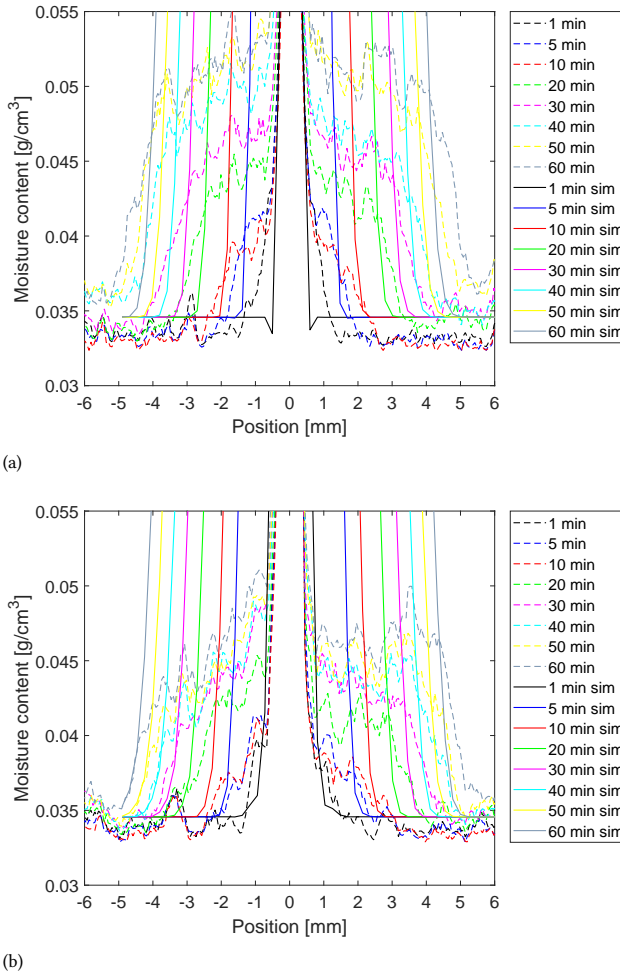 0.055
0.05
0.045
0.04
0.035
0.03
Moisture content [g/cm³]
-6 -5 -4 -3 -2 -1 0 1 2 3 4 5 6
Position [mm]
1 min
5 min
10 min
20 min
30 min
40 min
50 min
60 min
1 min sim
5 min sim
10 min sim
20 min sim
30 min sim
40 min sim
50 min sim
60 min sim
(a)
0.055
0.05
0.045
0.04
0.035
0.03
Moisture content [g/cm³]
-6 -5 -4 -3 -2 -1 0 1 2 3 4 5 6
Position [mm]
1 min
5 min
10 min
20 min
30 min
40 min
50 min
60 min
1 min sim
5 min sim
10 min sim
20 min sim
30 min sim
40 min sim
50 min sim
60 min sim
(b)